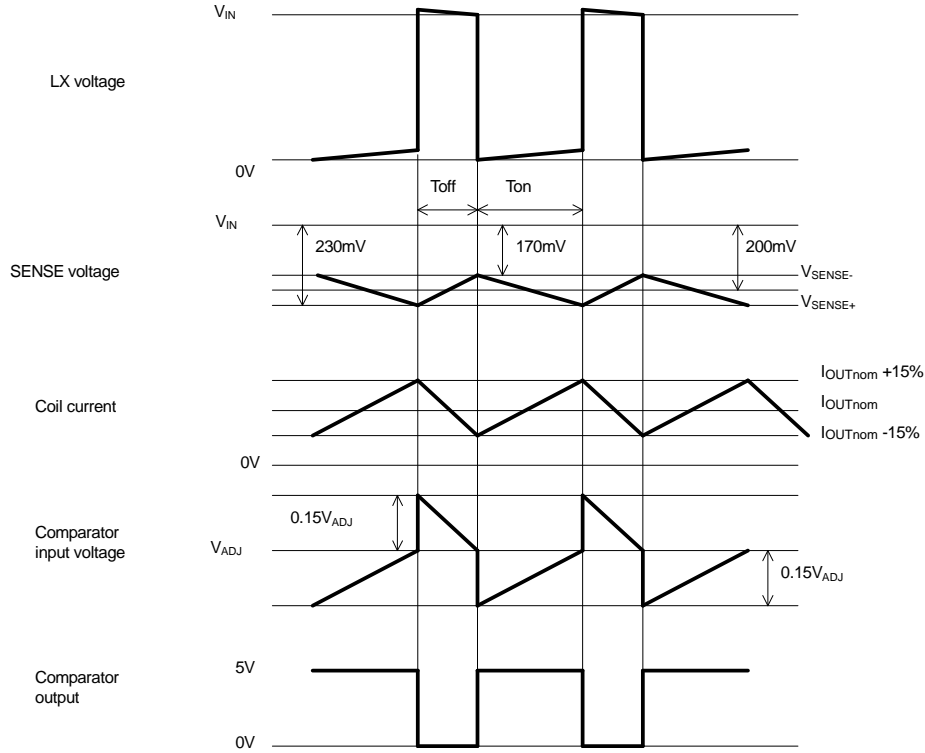 VIN
LX voltage
0V
Toff
Ton
VIN
230mV
170mV
200mV
SENSE voltage
VSENSE-
VSENSE+
IOUTnom +15%
Coil current
IOUTnom
IOUTnom -15%
0V
0.15VADJ
Comparator
input voltage
VADJ
0.15VADJ
5V
Comparator
output
0V